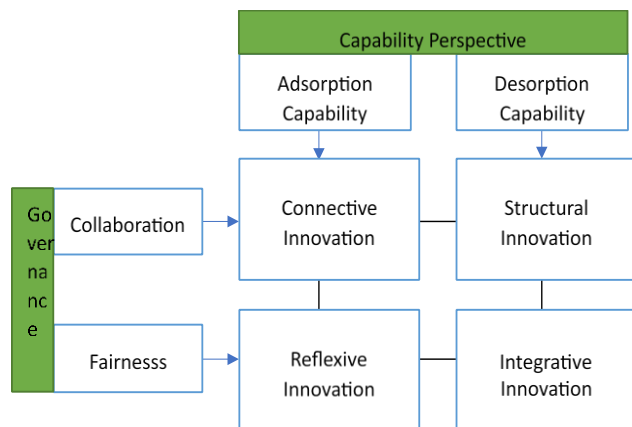 Capability Perspective
Adsorption
Capability
Desorption
Capability
Go
ver
na
nc
e
Collaboration
Connective
Innovation
Structural
Innovation
Fairnesss
Reflexive
Innovation
Integrative
Innovation